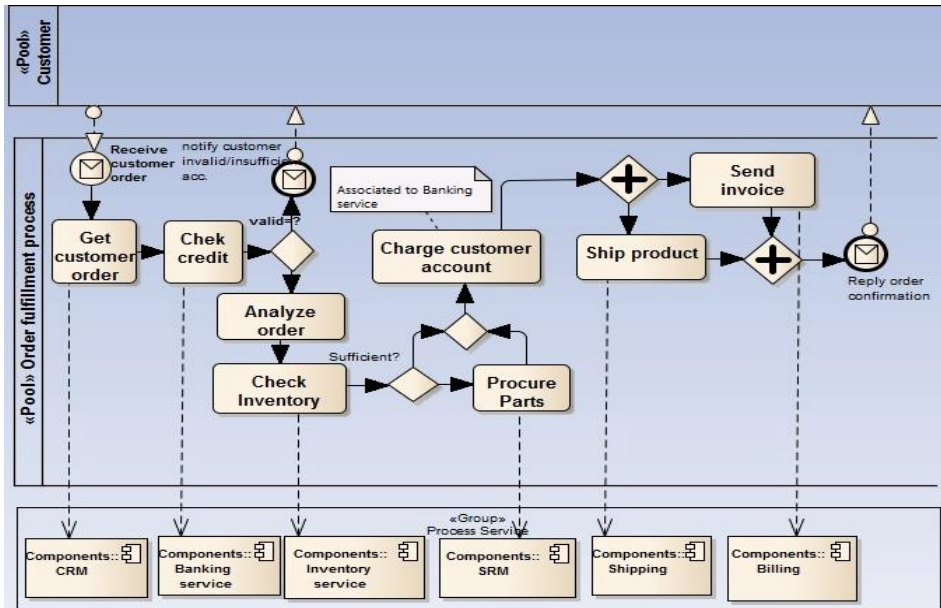 «Pool»
Customer
«Pool» Order fulfillment process
Receive
customer
order
notify customer
invalid/insufficie
acc.
valid=?
Get
customer
order
Chek
credit
Analyze
order
Check
Inventory
Sufficient?
Procure
Parts
Associated to Banking
service
Charge customer
account
Send
invoice
Ship product
Reply order
confirmation
«Group»
Process Service
Components::
CRM
Components::
Banking
service
Components::
Inventory
service
Components::
SRM
Components::
Shipping
Components::
Billing